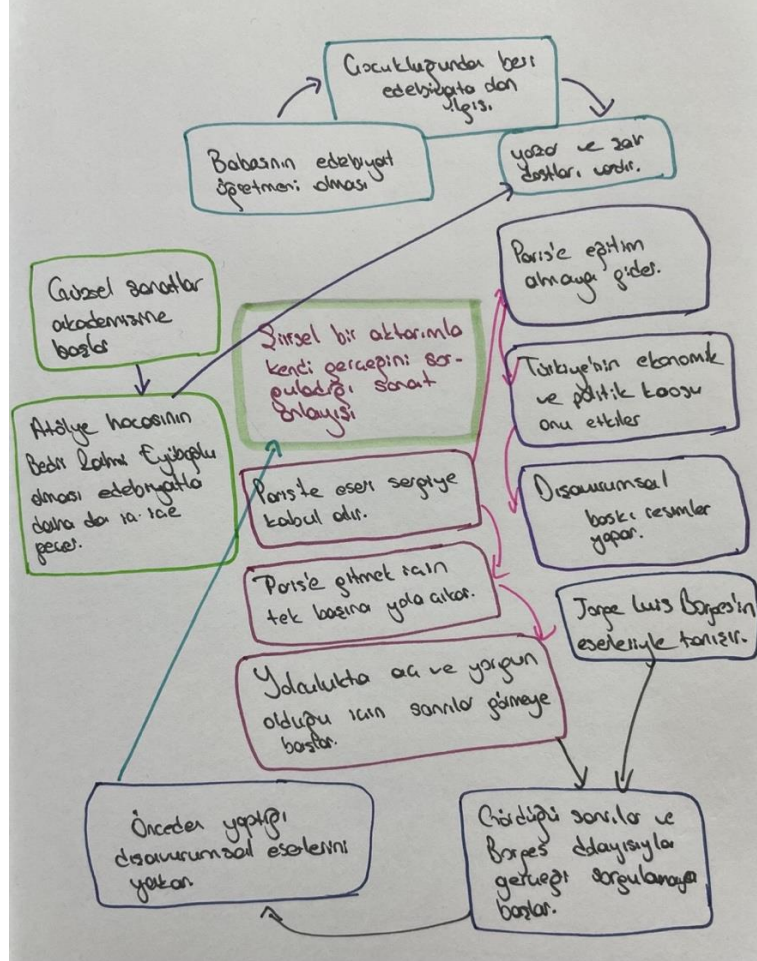 Çocukluğunda beri
edebiyata olan
ilgisi.
Babasının edebiyat
öğretmeni olması
yazar ve şair
dostları vardır.
Paris'e eğitim
almaya gider.
Güzel sanatlar
akademisine
başlar
Şiirsel bir aktarımla
kendi gerçeğini sor-
guladığı sanat
anlayışı
Türkiye'nin ekonomik
ve politik kaosu
onu etkiler
Atölye hocasının
Bedri Rahmi Eyüboğlu
olması edebiyatla
daha da iç-içe
geçer.
Paris'te eser sergiye
kabul alır.
Dışavurumsal
baskı resimler
yapar.
Paris'e gitmek için
tek başına yola çıkar.
Jorge Luis Borges'in
eserleriyle tanışır.
Yolculukta aç ve yorgun
olduğu için sanrılar görmeye
başlar.
Önceden yaptığı
dışavurumsal eserlerini
yakar.
Gördüğü sanrılar ve
Borges dolayısıyla
gerçeği sorgulamaya
başlar.